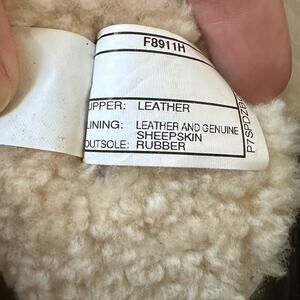 F8911H
UPPER: LEATHER
LINING: LEATHER AND GENUINE
SHEEPSKIN
OUTSOLE: RUBBER